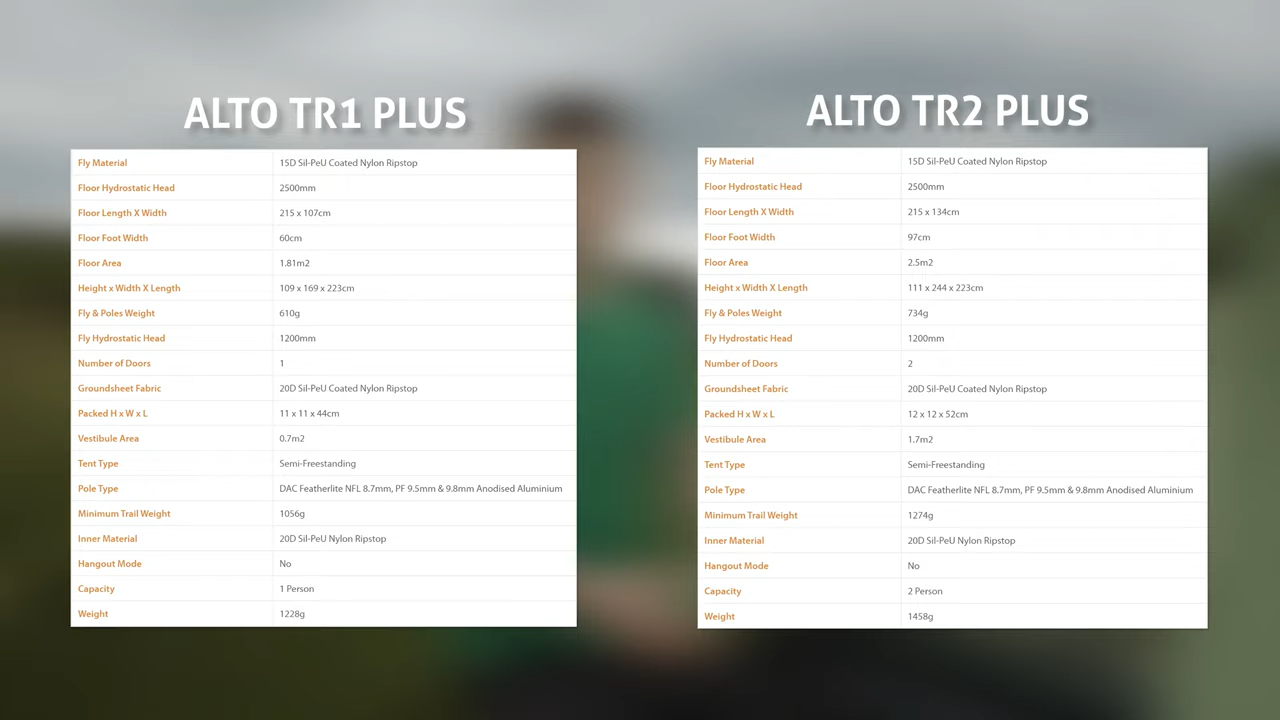 ALTO TR1 PLUS
Fly Material 15D Sil-PeU Coated Nylon Ripstop
Floor Hydrostatic Head 2500mm
Floor Length X Width 215 x 107cm
Floor Foot Width 60cm
Floor Area 1.81m2
Height x Width X Length 109 x 169 x 223cm
Fly & Poles Weight 610g
Fly Hydrostatic Head 1200mm
Number of Doors 1
Groundsheet Fabric 20D Sil-PeU Coated Nylon Ripstop
Packed H x W x L 11 x 11 x 44cm
Vestibule Area 0.7m2
Tent Type Semi-Freestanding
Pole Type DAC Featherlite NFL 8.7mm, PF 9.5mm & 9.8mm Anodised Aluminium
Minimum Trail Weight 1056g
Inner Material 20D Sil-PeU Nylon Ripstop
Hangout Mode No
Capacity 1 Person
Weight 1228g
ALTO TR2 PLUS
Fly Material 15D Sil-PeU Coated Nylon Ripstop
Floor Hydrostatic Head 2500mm
Floor Length X Width 215 x 134cm
Floor Foot Width 97cm
Floor Area 2.5m2
Height x Width X Length 111 x 244 x 223cm
Fly & Poles Weight 734g
Fly Hydrostatic Head 1200mm
Number of Doors 2
Groundsheet Fabric 20D Sil-PeU Coated Nylon Ripstop
Packed H x W x L 12 x 12 x 52cm
Vestibule Area 1.7m2
Tent Type Semi-Freestanding
Pole Type DAC Featherlite NFL 8.7mm, PF 9.5mm & 9.8mm Anodised Aluminium
Minimum Trail Weight 1274g
Inner Material 20D Sil-PeU Nylon Ripstop
Hangout Mode No
Capacity 2 Person
Weight 1458g